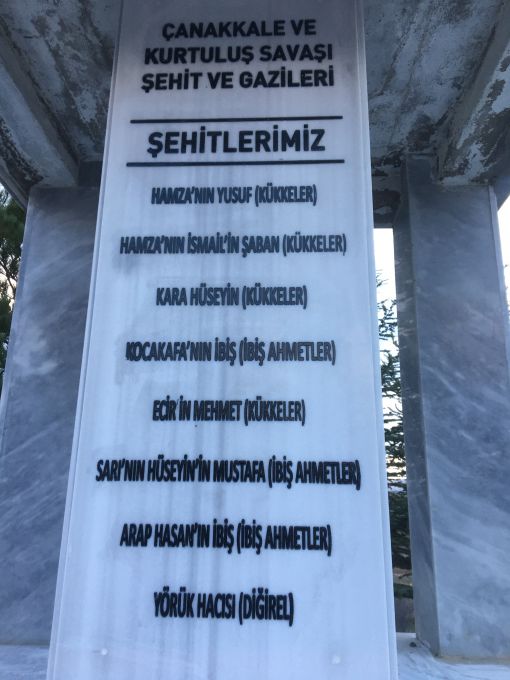 ÇANAKKALE VE
KURTULUŞ SAVAŞI
ŞEHİT VE GAZİLERİ
ŞEHİTLERİMİZ
HAMZA'NIN YUSUF (KÜKKELER)
HAMZA'NIN İSMAİL'İN ŞABAN (KÜKKELER)
KARA HÜSEYİN (KÜKKELER)
KOCAKAFA'NIN İBİŞ (İBİŞ AHMETLER)
ECİR'İN MEHMET (KÜKKELER)
SARI'NIN HÜSEYİN'İN MUSTAFA (İBİŞ AHMETLER)
ARAP HASAN'IN İBİŞ (İBİŞ AHMETLER)
YÖRÜK HACISI (DİĞİREL)